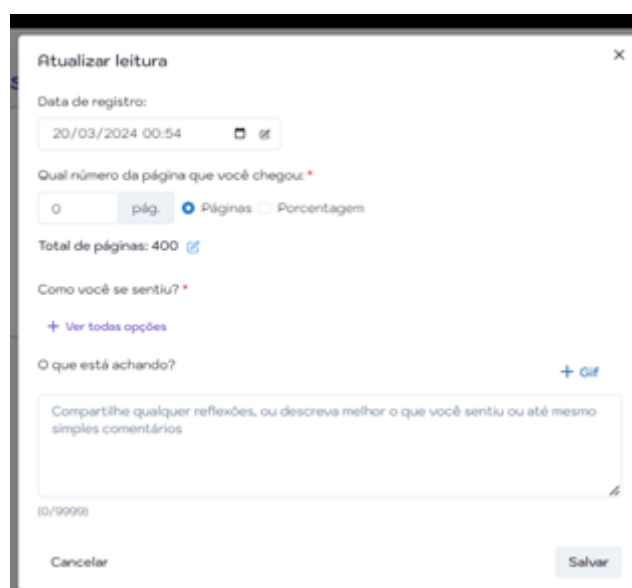 Atualizar leitura
Data de registro:
20/03/2024 00:54
Qual número da página que você chegou: *
0 pág. Páginas Porcentagem
Total de páginas: 400
Como você se sentiu? *
+ Ver todas opções
O que está achando?
+ Gif
Compartilhe qualquer reflexões, ou descreva melhor o que você sentiu ou até mesmo
simples comentários
(0/9999)
Cancelar Salvar